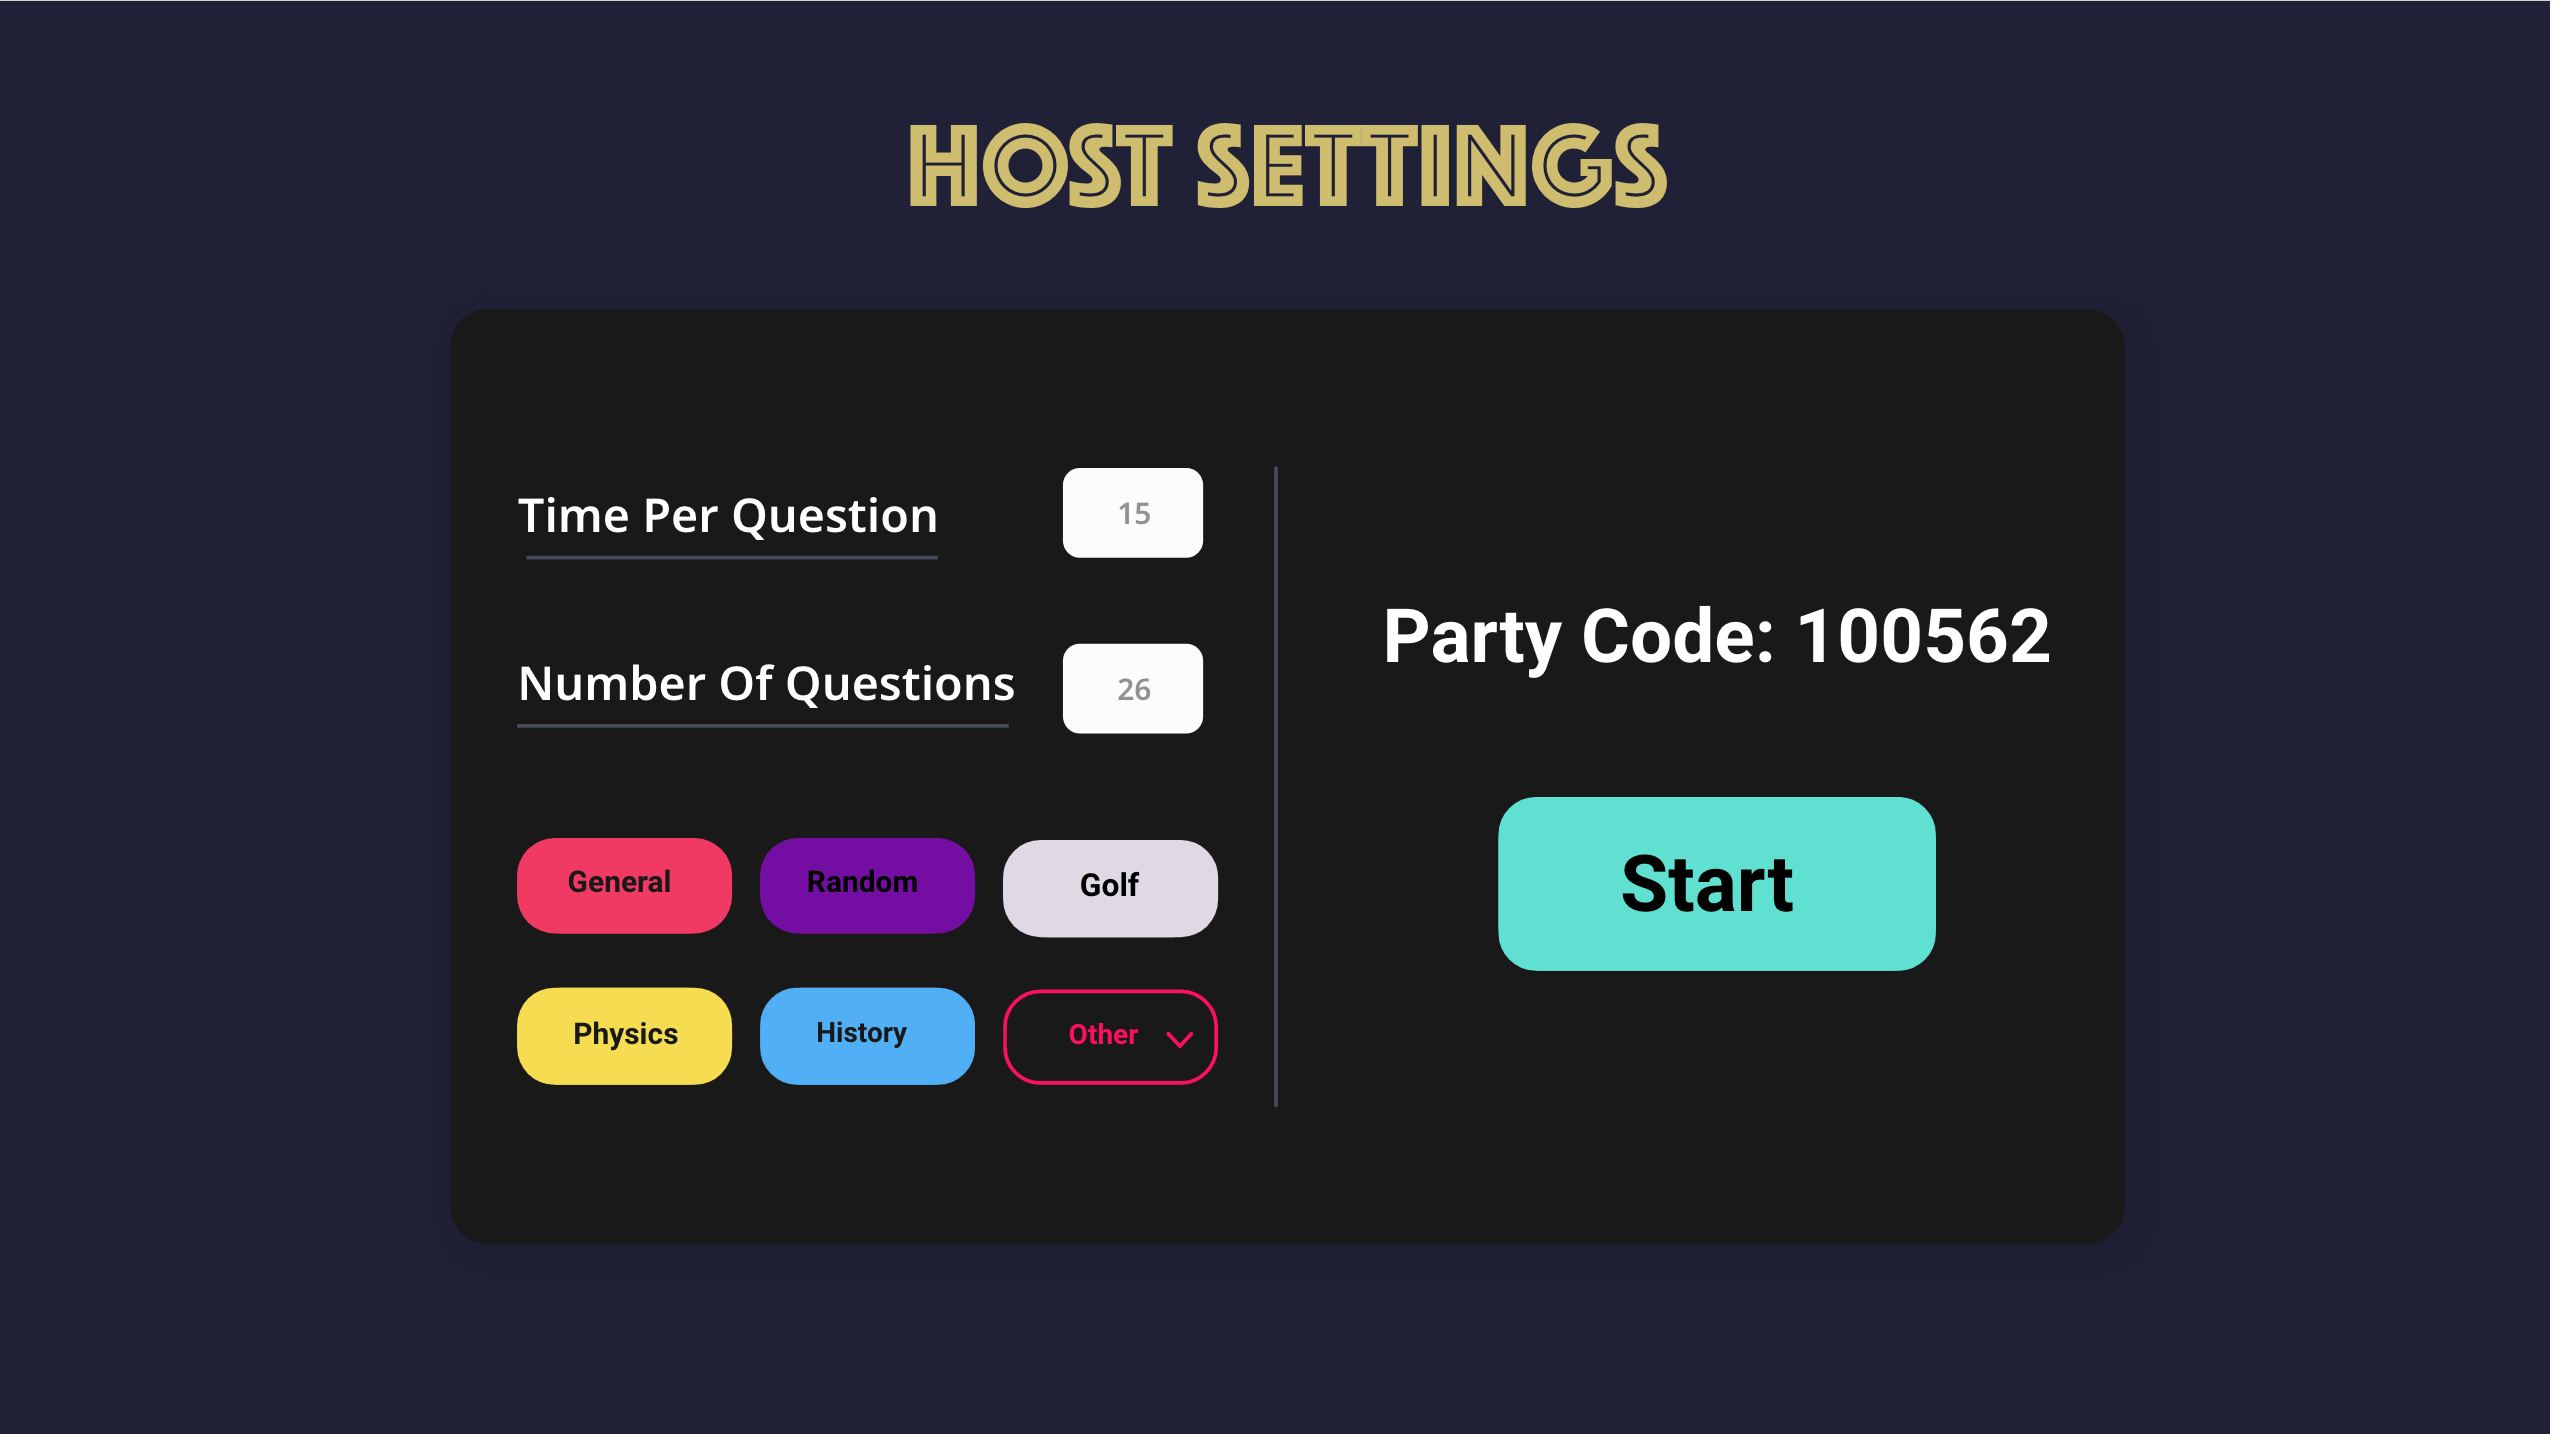 HOST SETTINGS
Time Per Question
15
Number Of Questions
26
General
Random
Golf
Physics
History
Other
Party Code: 100562
Start